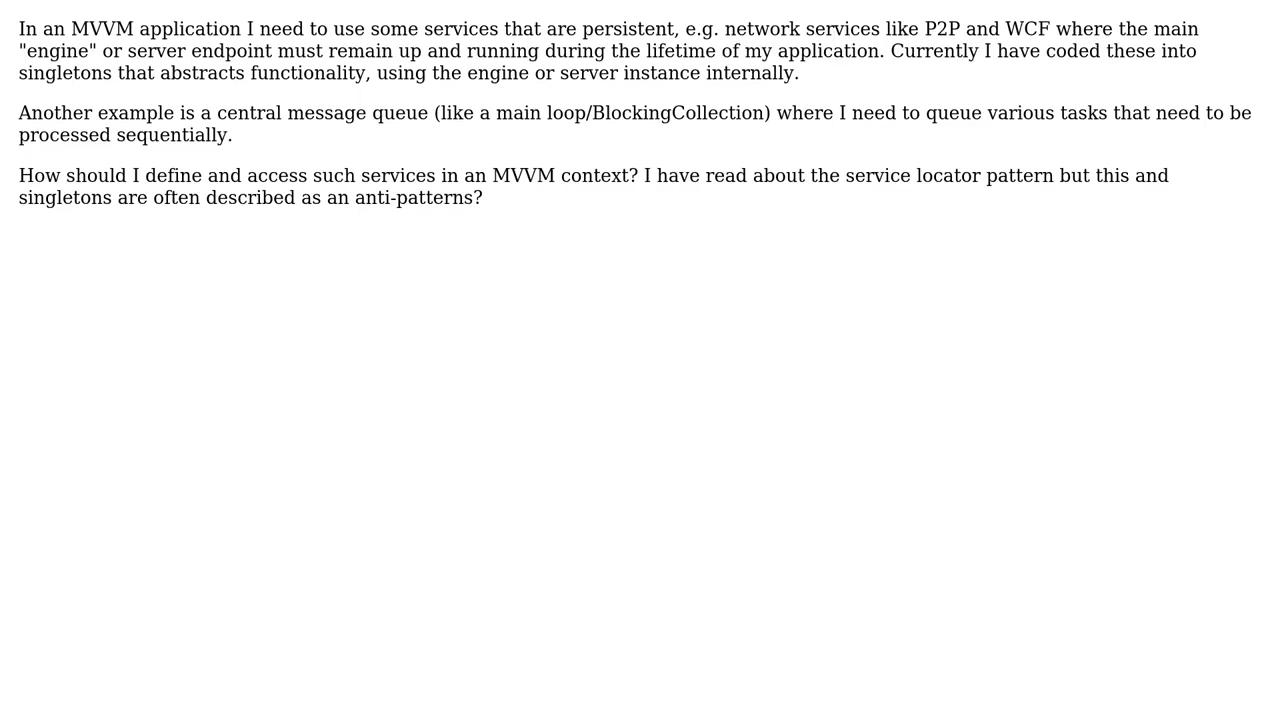 In an MVVM application I need to use some services that are persistent, e.g. network services like P2P and WCF where the main
"engine" or server endpoint must remain up and running during the lifetime of my application. Currently I have coded these into
singletons that abstracts functionality, using the engine or server instance internally.
Another example is a central message queue (like a main loop/BlockingCollection) where I need to queue various tasks that need to be
processed sequentially.
How should I define and access such services in an MVVM context? I have read about the service locator pattern but this and
singletons are often described as an anti-patterns?